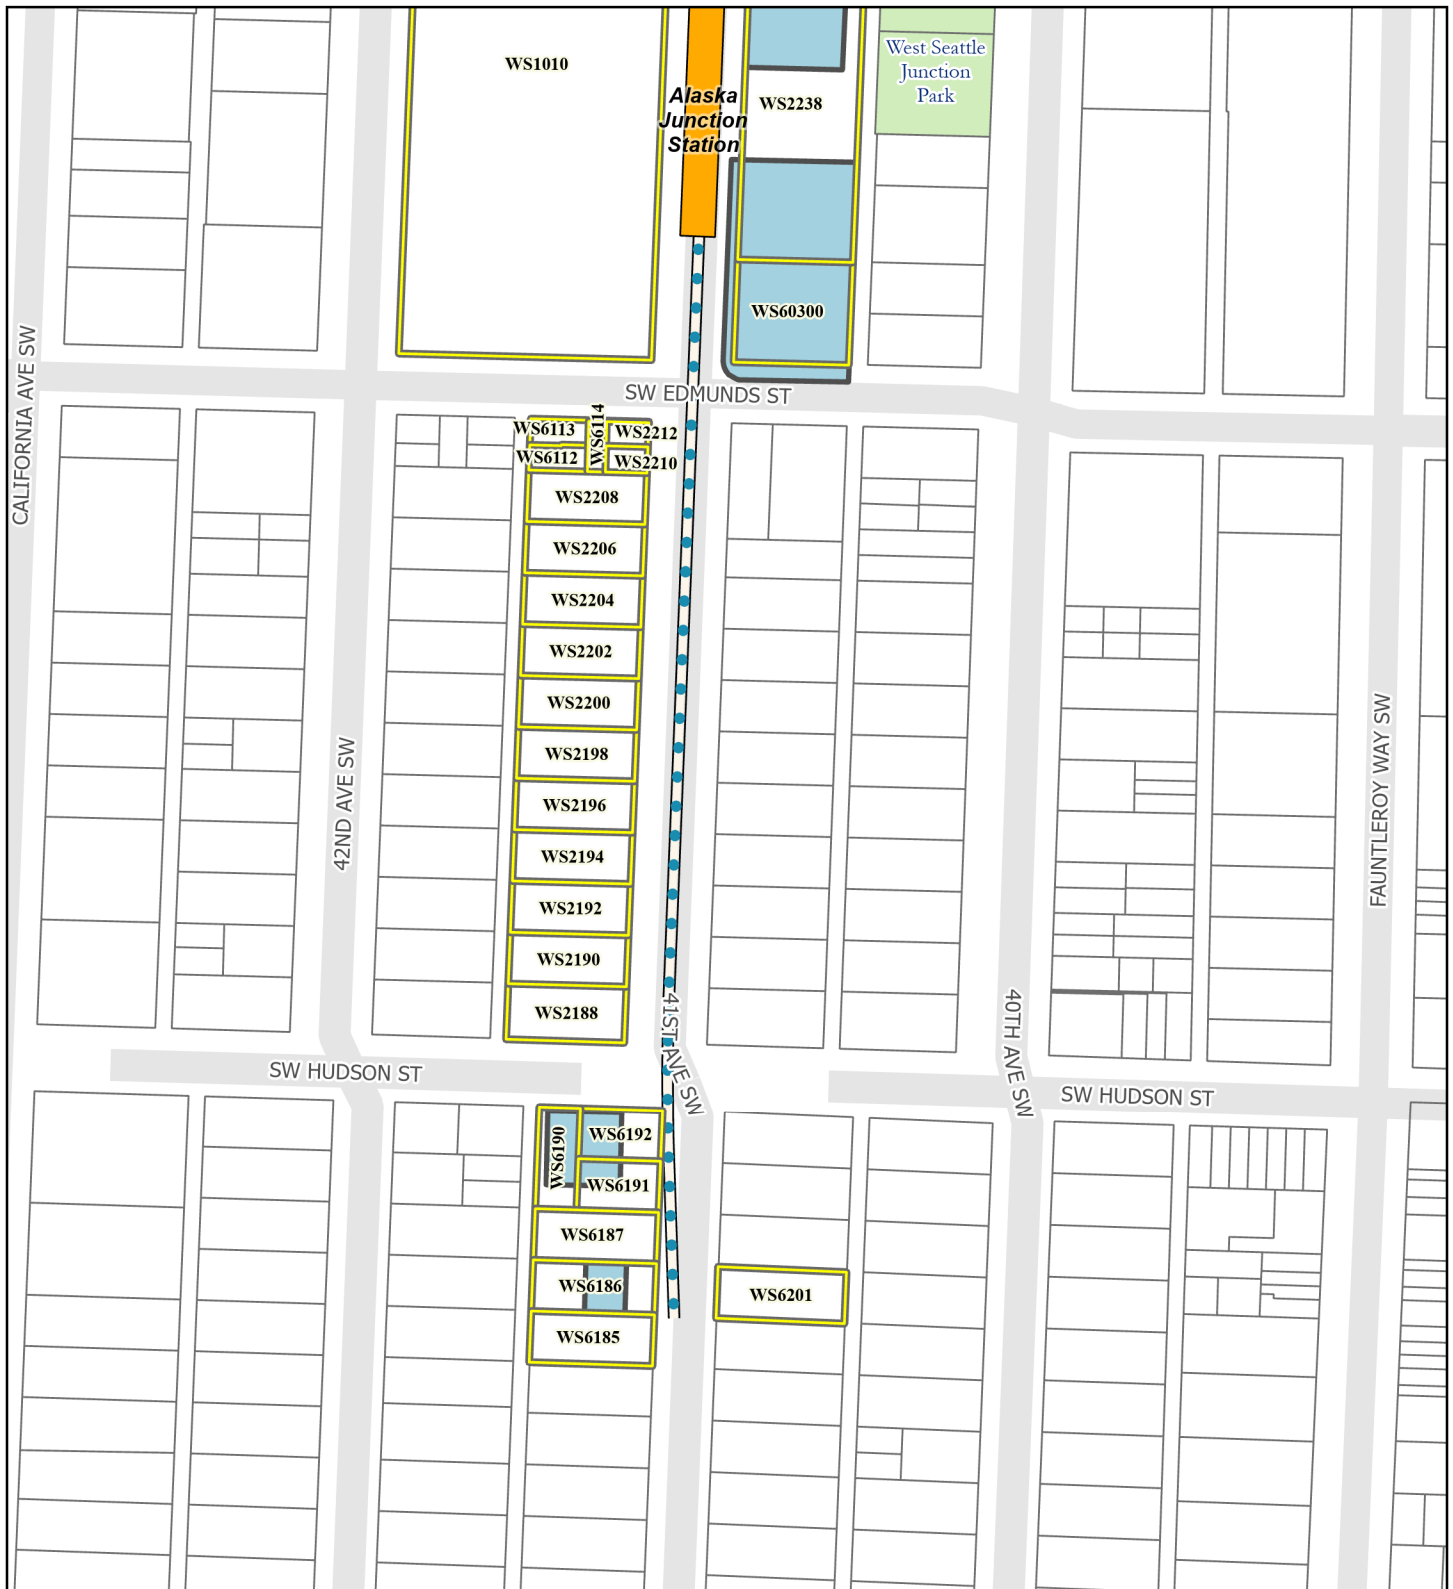 WS1010
Alaska
Junction
Station
WS2238
West Seattle
Junction
Park
WS60300
CALIFORNIA AVE SW
SW EDMUNDS ST
WS6113
WS6114
WS2212
WS6112
WS2210
WS2208
WS2206
WS2204
WS2202
WS2200
WS2198
WS2196
WS2194
WS2192
WS2190
WS2188
42ND AVE SW
FAUNTLEROY WAY SW
41ST AVE SW
40TH AVE SW
SW HUDSON ST
SW HUDSON ST
WS6190
WS6192
WS6191
WS6187
WS6186
WS6201
WS6185